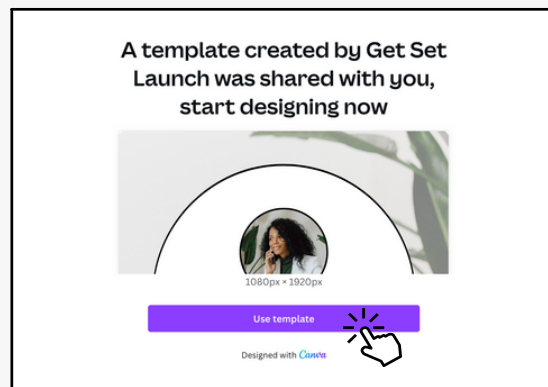 A template created by Get Set
Launch was shared with you,
start designing now
1080px × 1920px
Use template
Designed with Canva